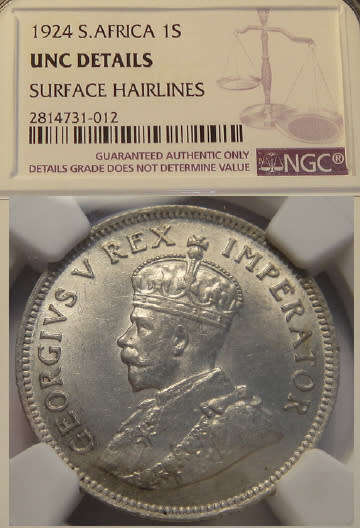 1924 S.AFRICA 1S
UNC DETAILS
SURFACE HAIRLINES
2814731-012
GUARANTEED AUTHENTIC ONLY
DETAILS GRADE DOES NOT DETERMINE VALUE
NGC®
GEORGIVS V REX IMPERATOR